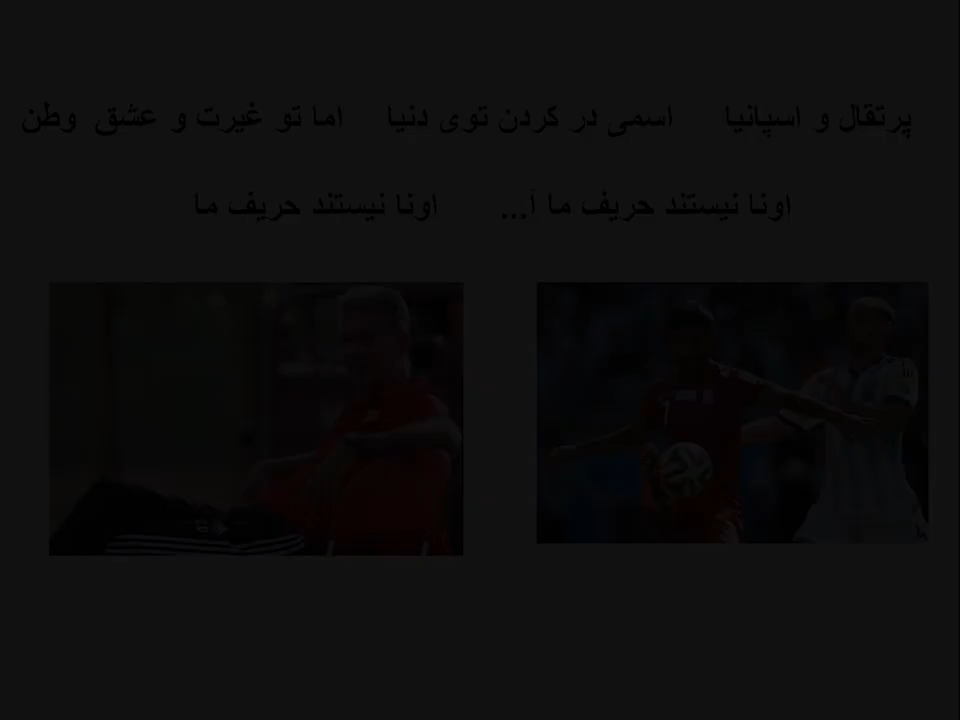 پرتقال و اسپانیا اسمی در کردن توی دنیا اما تو غیرت و عشق وطن
اونا نیستند حریف ما آ... اونا نیستند حریف ما